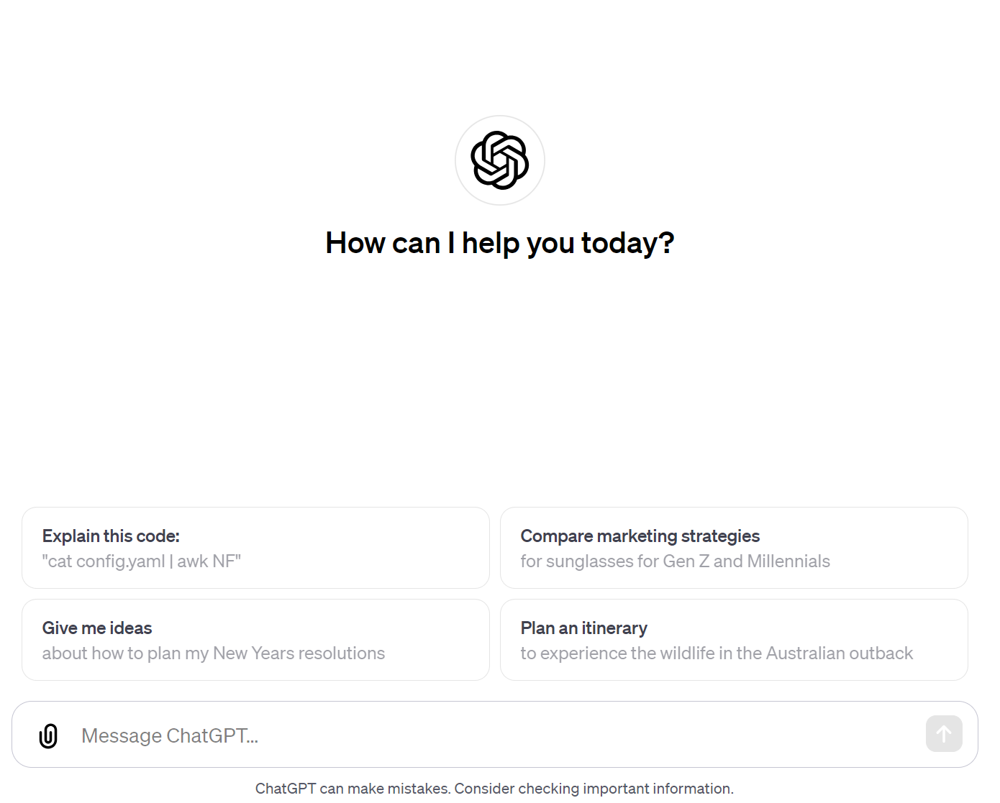 How can I help you today?
Explain this code:
"cat config.yaml | awk NF"
Compare marketing strategies
for sunglasses for Gen Z and Millennials
Give me ideas
about how to plan my New Years resolutions
Plan an itinerary
to experience the wildlife in the Australian outback
Message ChatGPT...
ChatGPT can make mistakes. Consider checking important information.